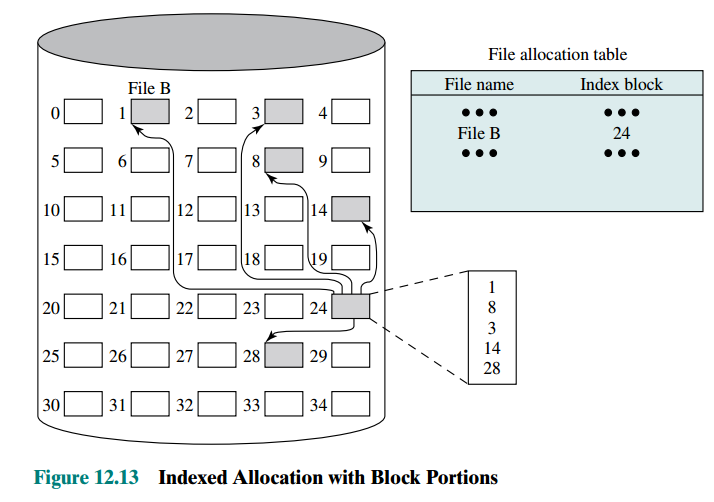 File allocation table
File name Index block
●●● ●●●
File B 24
●●● ●●●
File B
0 1 2 3 4
5 6 7 8 9
10 11 12 13 14
15 16 17 18 19
20 21 22 23 24
25 26 27 28 29
30 31 32 33 34
1
8
3
14
28
Figure 12.13 Indexed Allocation with Block Portions